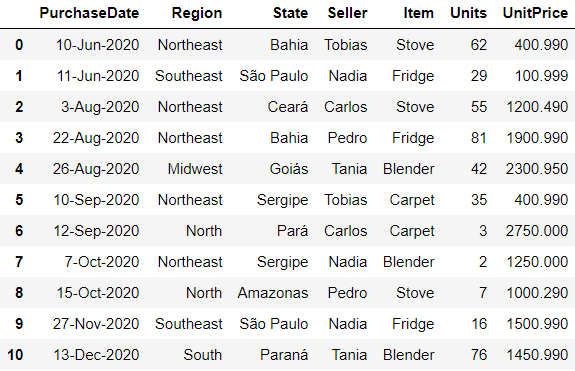 PurchaseDate Region State Seller Item Units UnitPrice
0 10-Jun-2020 Northeast Bahia Tobias Stove 62 400.990
1 11-Jun-2020 Southeast São Paulo Nadia Fridge 29 100.999
2 3-Aug-2020 Northeast Ceará Carlos Stove 55 1200.490
3 22-Aug-2020 Northeast Bahia Pedro Fridge 81 1900.990
4 26-Aug-2020 Midwest Goiás Tania Blender 42 2300.950
5 10-Sep-2020 Northeast Sergipe Tobias Carpet 35 400.990
6 12-Sep-2020 North Pará Carlos Carpet 3 2750.000
7 7-Oct-2020 Northeast Sergipe Nadia Blender 2 1250.000
8 15-Oct-2020 North Amazonas Pedro Stove 7 1000.290
9 27-Nov-2020 Southeast São Paulo Nadia Fridge 16 1500.990
10 13-Dec-2020 South Paraná Tania Blender 76 1450.990